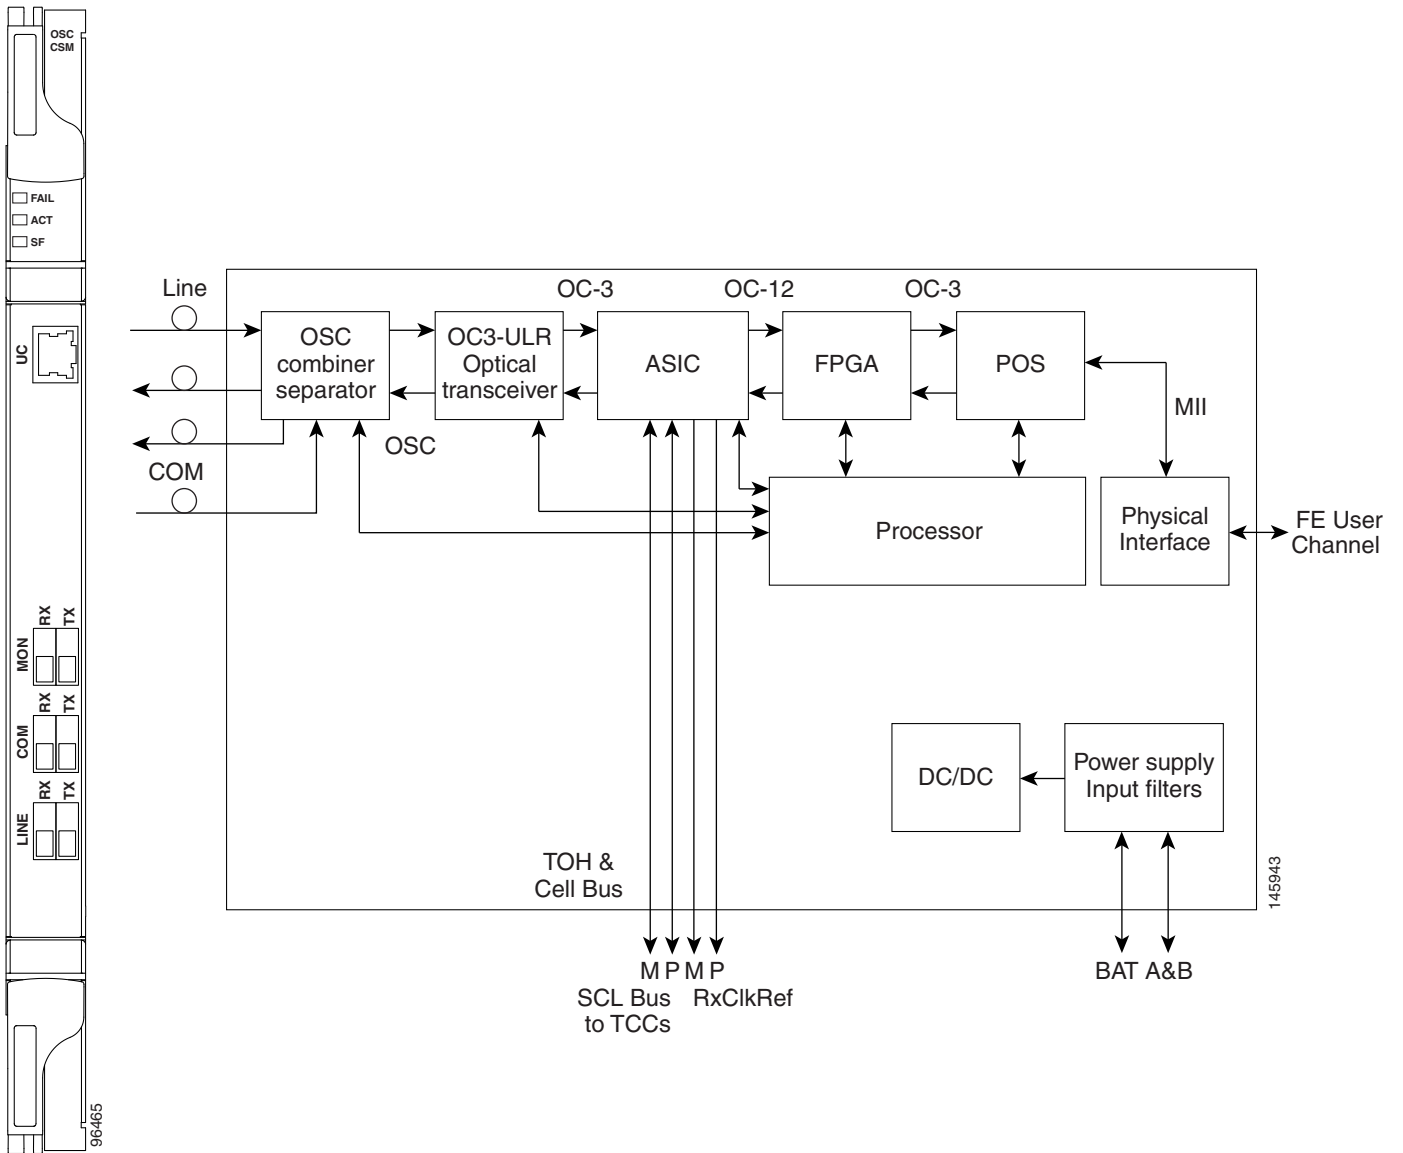 OSC
CSM
FAIL
ACT
SF
UC
RX
TX
MON
RX
TX
COM
RX
TX
LINE
96465
Line
COM
OC-3
OC-12
OC-3
OSC
combiner
separator
OC3-ULR
Optical
transceiver
ASIC
FPGA
POS
OSC
MII
Processor
Physical
Interface
FE User
Channel
DC/DC
Power supply
Input filters
TOH &
Cell Bus
M P M P
SCL Bus
to TCCs
RxClkRef
BAT A&B
145943